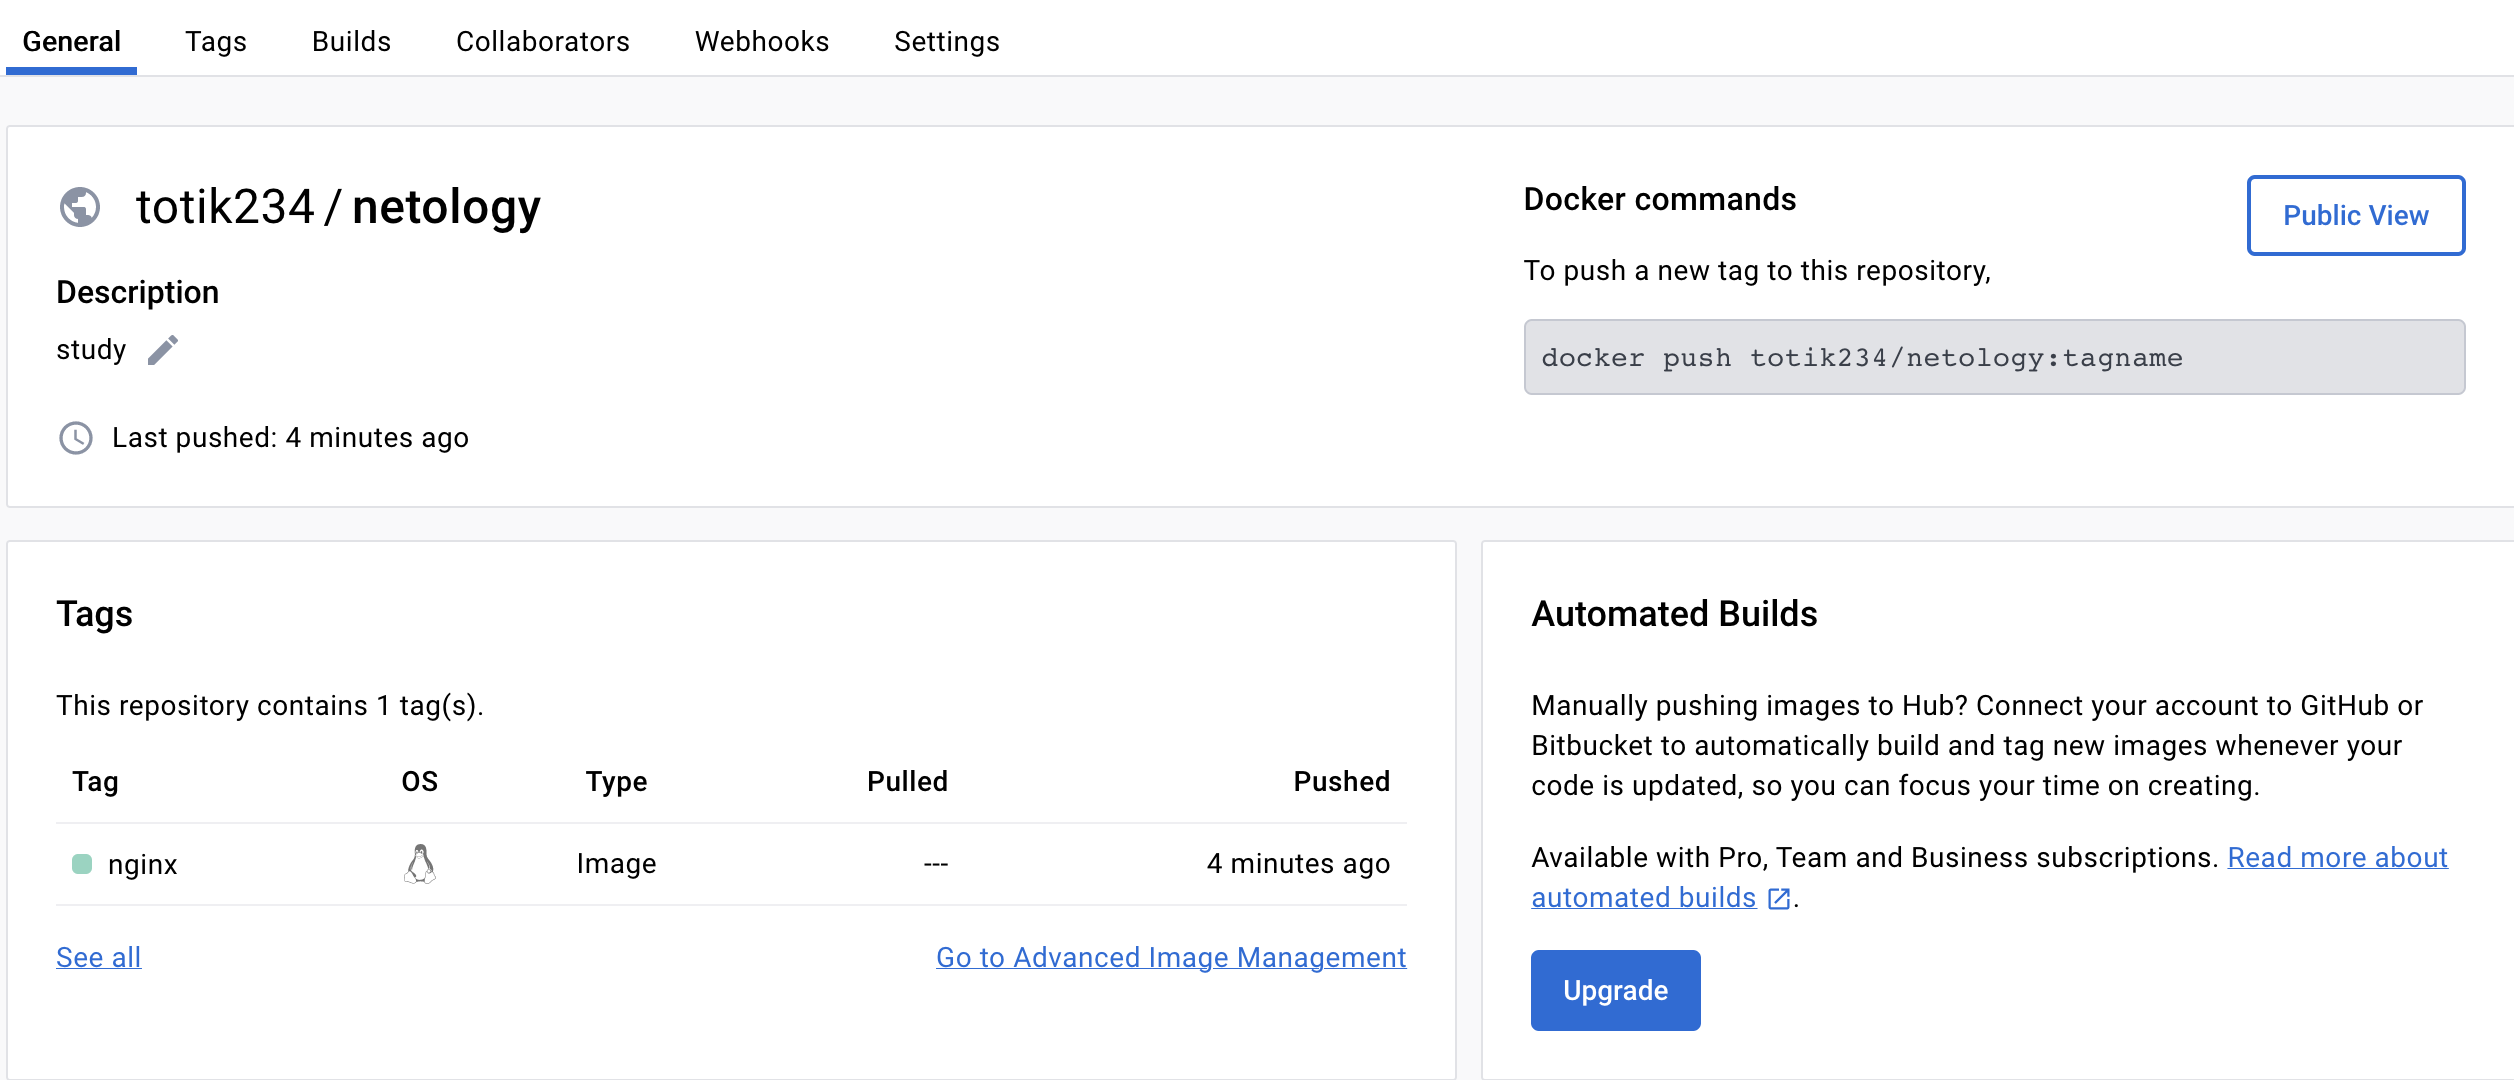 General Tags Builds Collaborators Webhooks Settings
totik234 / netology
Description
study
Last pushed: 4 minutes ago
Docker commands
Public View
To push a new tag to this repository,
docker push totik234/netology:tagname
Tags
This repository contains 1 tag(s).
Tag OS Type Pulled Pushed
nginx Image --- 4 minutes ago
See all Go to Advanced Image Management
Automated Builds
Manually pushing images to Hub? Connect your account to GitHub or
Bitbucket to automatically build and tag new images whenever your
code is updated, so you can focus your time on creating.
Available with Pro, Team and Business subscriptions. Read more about
automated builds .
Upgrade